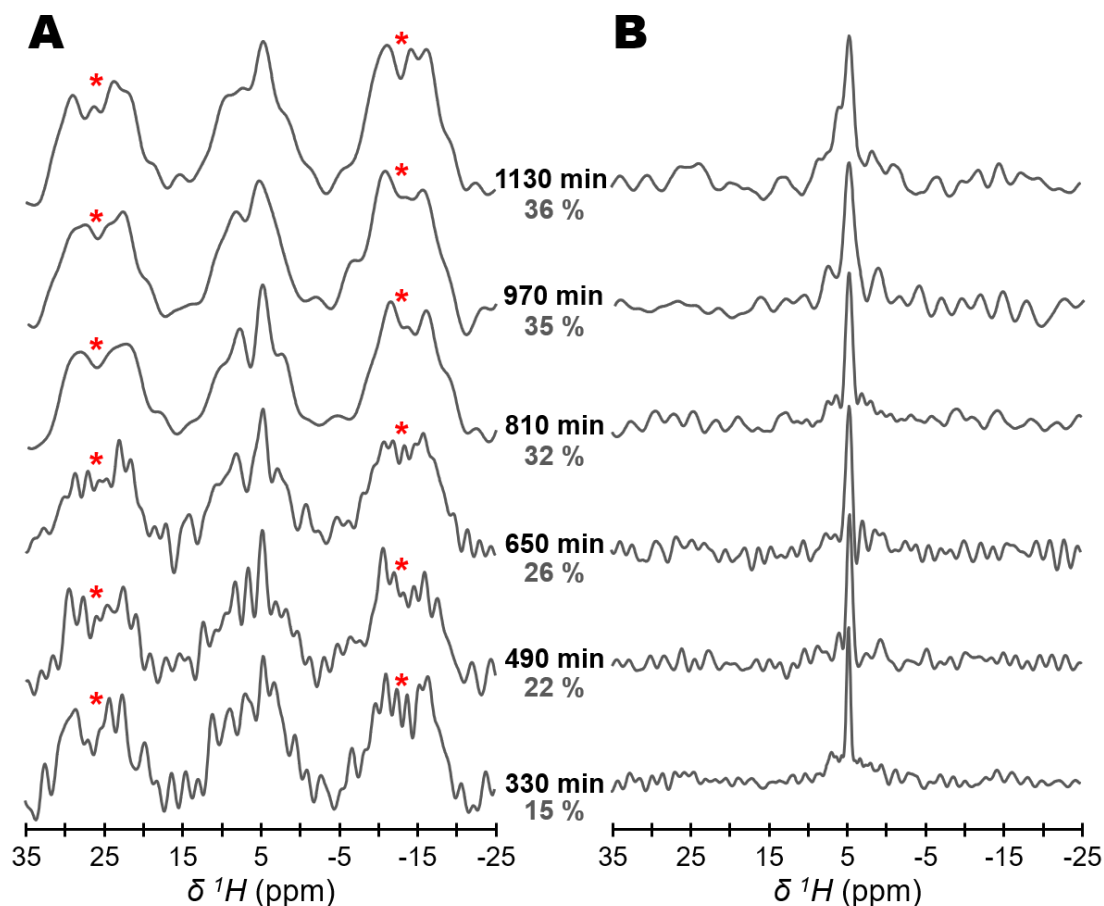 A B
1130 min
36 %
970 min
35 %
810 min
32 %
650 min
26 %
490 min
22 %
330 min
15 %
35 25 15 5 -5 -15 -25 35 25 15 5 -5 -15 -25
δ ¹H (ppm) δ ¹H (ppm)